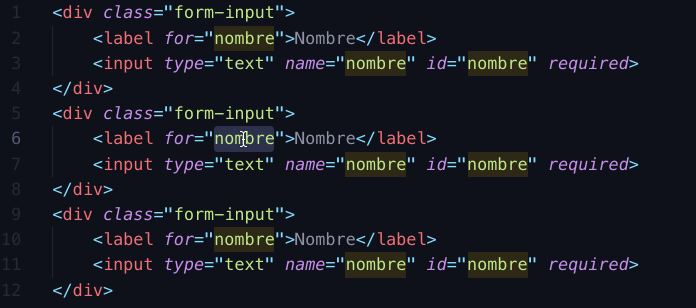 1 <div class="form-input">
2 <label for="nombre">Nombre</label>
3 <input type="text" name="nombre" id="nombre" required>
4 </div>
5 <div class="form-input">
6 <label for="nombre">Nombre</label>
7 <input type="text" name="nombre" id="nombre" required>
8 </div>
9 <div class="form-input">
10 <label for="nombre">Nombre</label>
11 <input type="text" name="nombre" id="nombre" required>
12 </div>